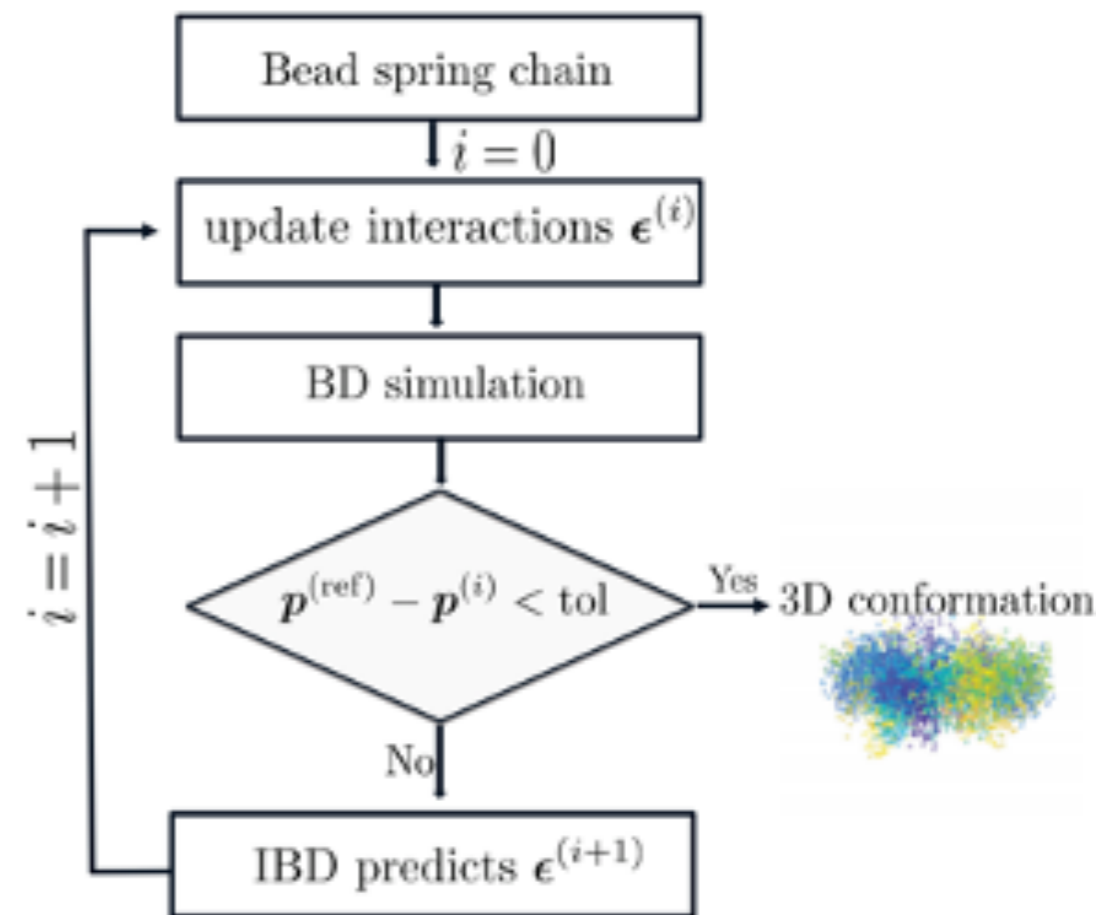 Bead spring chain
i = 0
update interactions ϵ^(i)
BD simulation
i = i + 1
p^(ref) − p^(i) < tol
Yes
3D conformation
No
IBD predicts ϵ^(i+1)